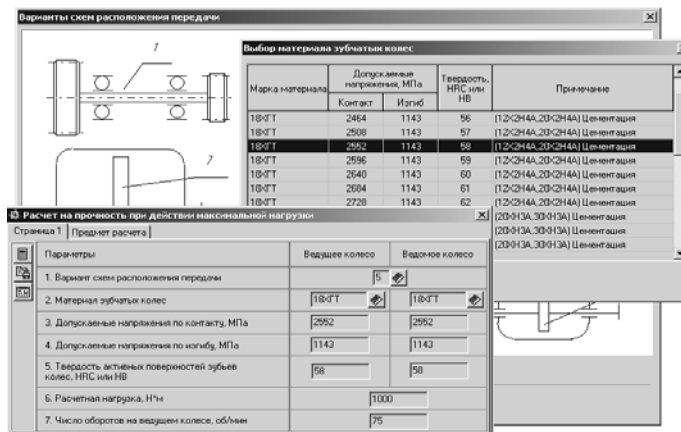 Варианты схем расположения передачи
1
7
Выбор материала зубчатых колес
Марка материала
Допускаемые напряжения, МПа
Твердость, HRC или HB
Примечание
Контакт
Изгиб
18ХГТ 2464 1143 56 (12Х2Н4А,20Х2Н4А) Цементация
18ХГТ 2508 1143 57 (12Х2Н4А,20Х2Н4А) Цементация
18ХГТ 2552 1143 58 (12Х2Н4А,20Х2Н4А) Цементация
18ХГТ 2596 1143 59 (12Х2Н4А,20Х2Н4А) Цементация
18ХГТ 2640 1143 60 (12Х2Н4А,20Х2Н4А) Цементация
18ХГТ 2684 1143 61 (12Х2Н4А,20Х2Н4А) Цементация
18ХГТ 2728 1143 62 (12Х2Н4А,20Х2Н4А) Цементация
(20ХН3А,30ХН3А) Цементация
(20ХН3А,30ХН3А) Цементация
(20ХН3А,30ХН3А) Цементация
Расчет на прочность при действии максимальной нагрузки
Страница 1 Предмет расчета
Параметры Ведущее колесо Ведомое колесо
1. Вариант схем расположения передачи 5
2. Материал зубчатых колес 18ХГТ 18ХГТ
3. Допускаемые напряжения по контакту, МПа 2552 2552
4. Допускаемые напряжения по изгибу, МПа 1143 1143
5. Твердость активных поверхностей зубьев
колес, HRC или HB 58 58
6. Расчетная нагрузка, Н*м 1000
7. Число оборотов на ведущем колесе, об/мин 75